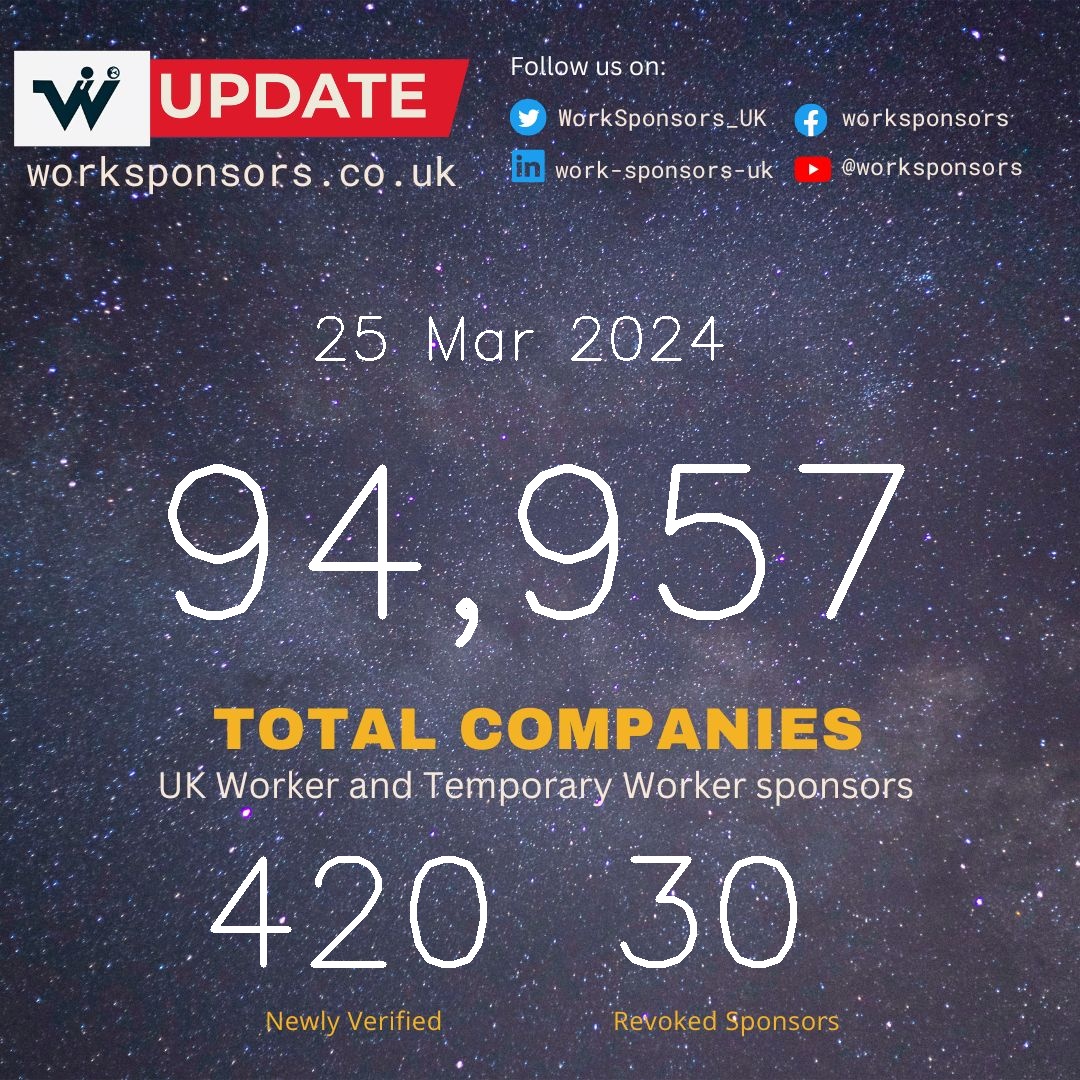 UPDATE
worksponsors.co.uk
Follow us on:
WorkSponsors_UK
worksponsors
work-sponsors-uk
@worksponsors
25 Mar 2024
94,957
TOTAL COMPANIES
UK Worker and Temporary Worker sponsors
420 30
Newly Verified Revoked Sponsors